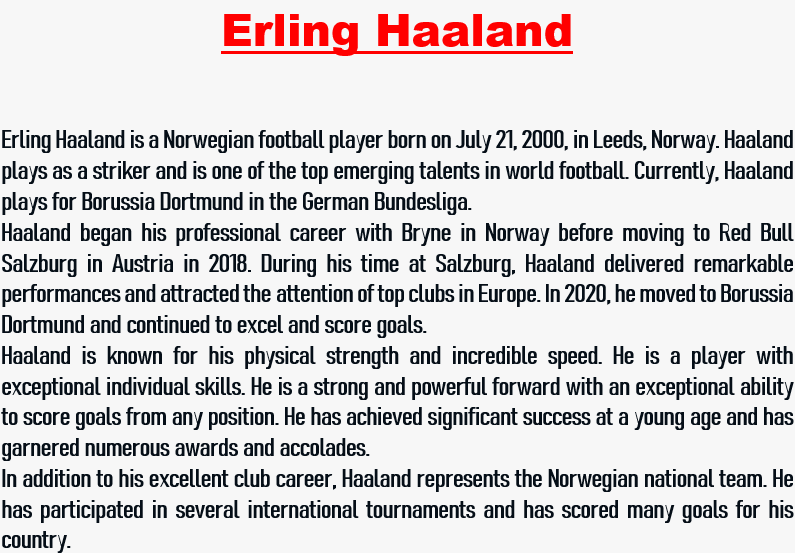 Erling Haaland
Erling Haaland is a Norwegian football player born on July 21, 2000, in Leeds, Norway. Haaland
plays as a striker and is one of the top emerging talents in world football. Currently, Haaland
plays for Borussia Dortmund in the German Bundesliga.
Haaland began his professional career with Bryne in Norway before moving to Red Bull
Salzburg in Austria in 2018. During his time at Salzburg, Haaland delivered remarkable
performances and attracted the attention of top clubs in Europe. In 2020, he moved to Borussia
Dortmund and continued to excel and score goals.
Haaland is known for his physical strength and incredible speed. He is a player with
exceptional individual skills. He is a strong and powerful forward with an exceptional ability
to score goals from any position. He has achieved significant success at a young age and has
garnered numerous awards and accolades.
In addition to his excellent club career, Haaland represents the Norwegian national team. He
has participated in several international tournaments and has scored many goals for his
country.